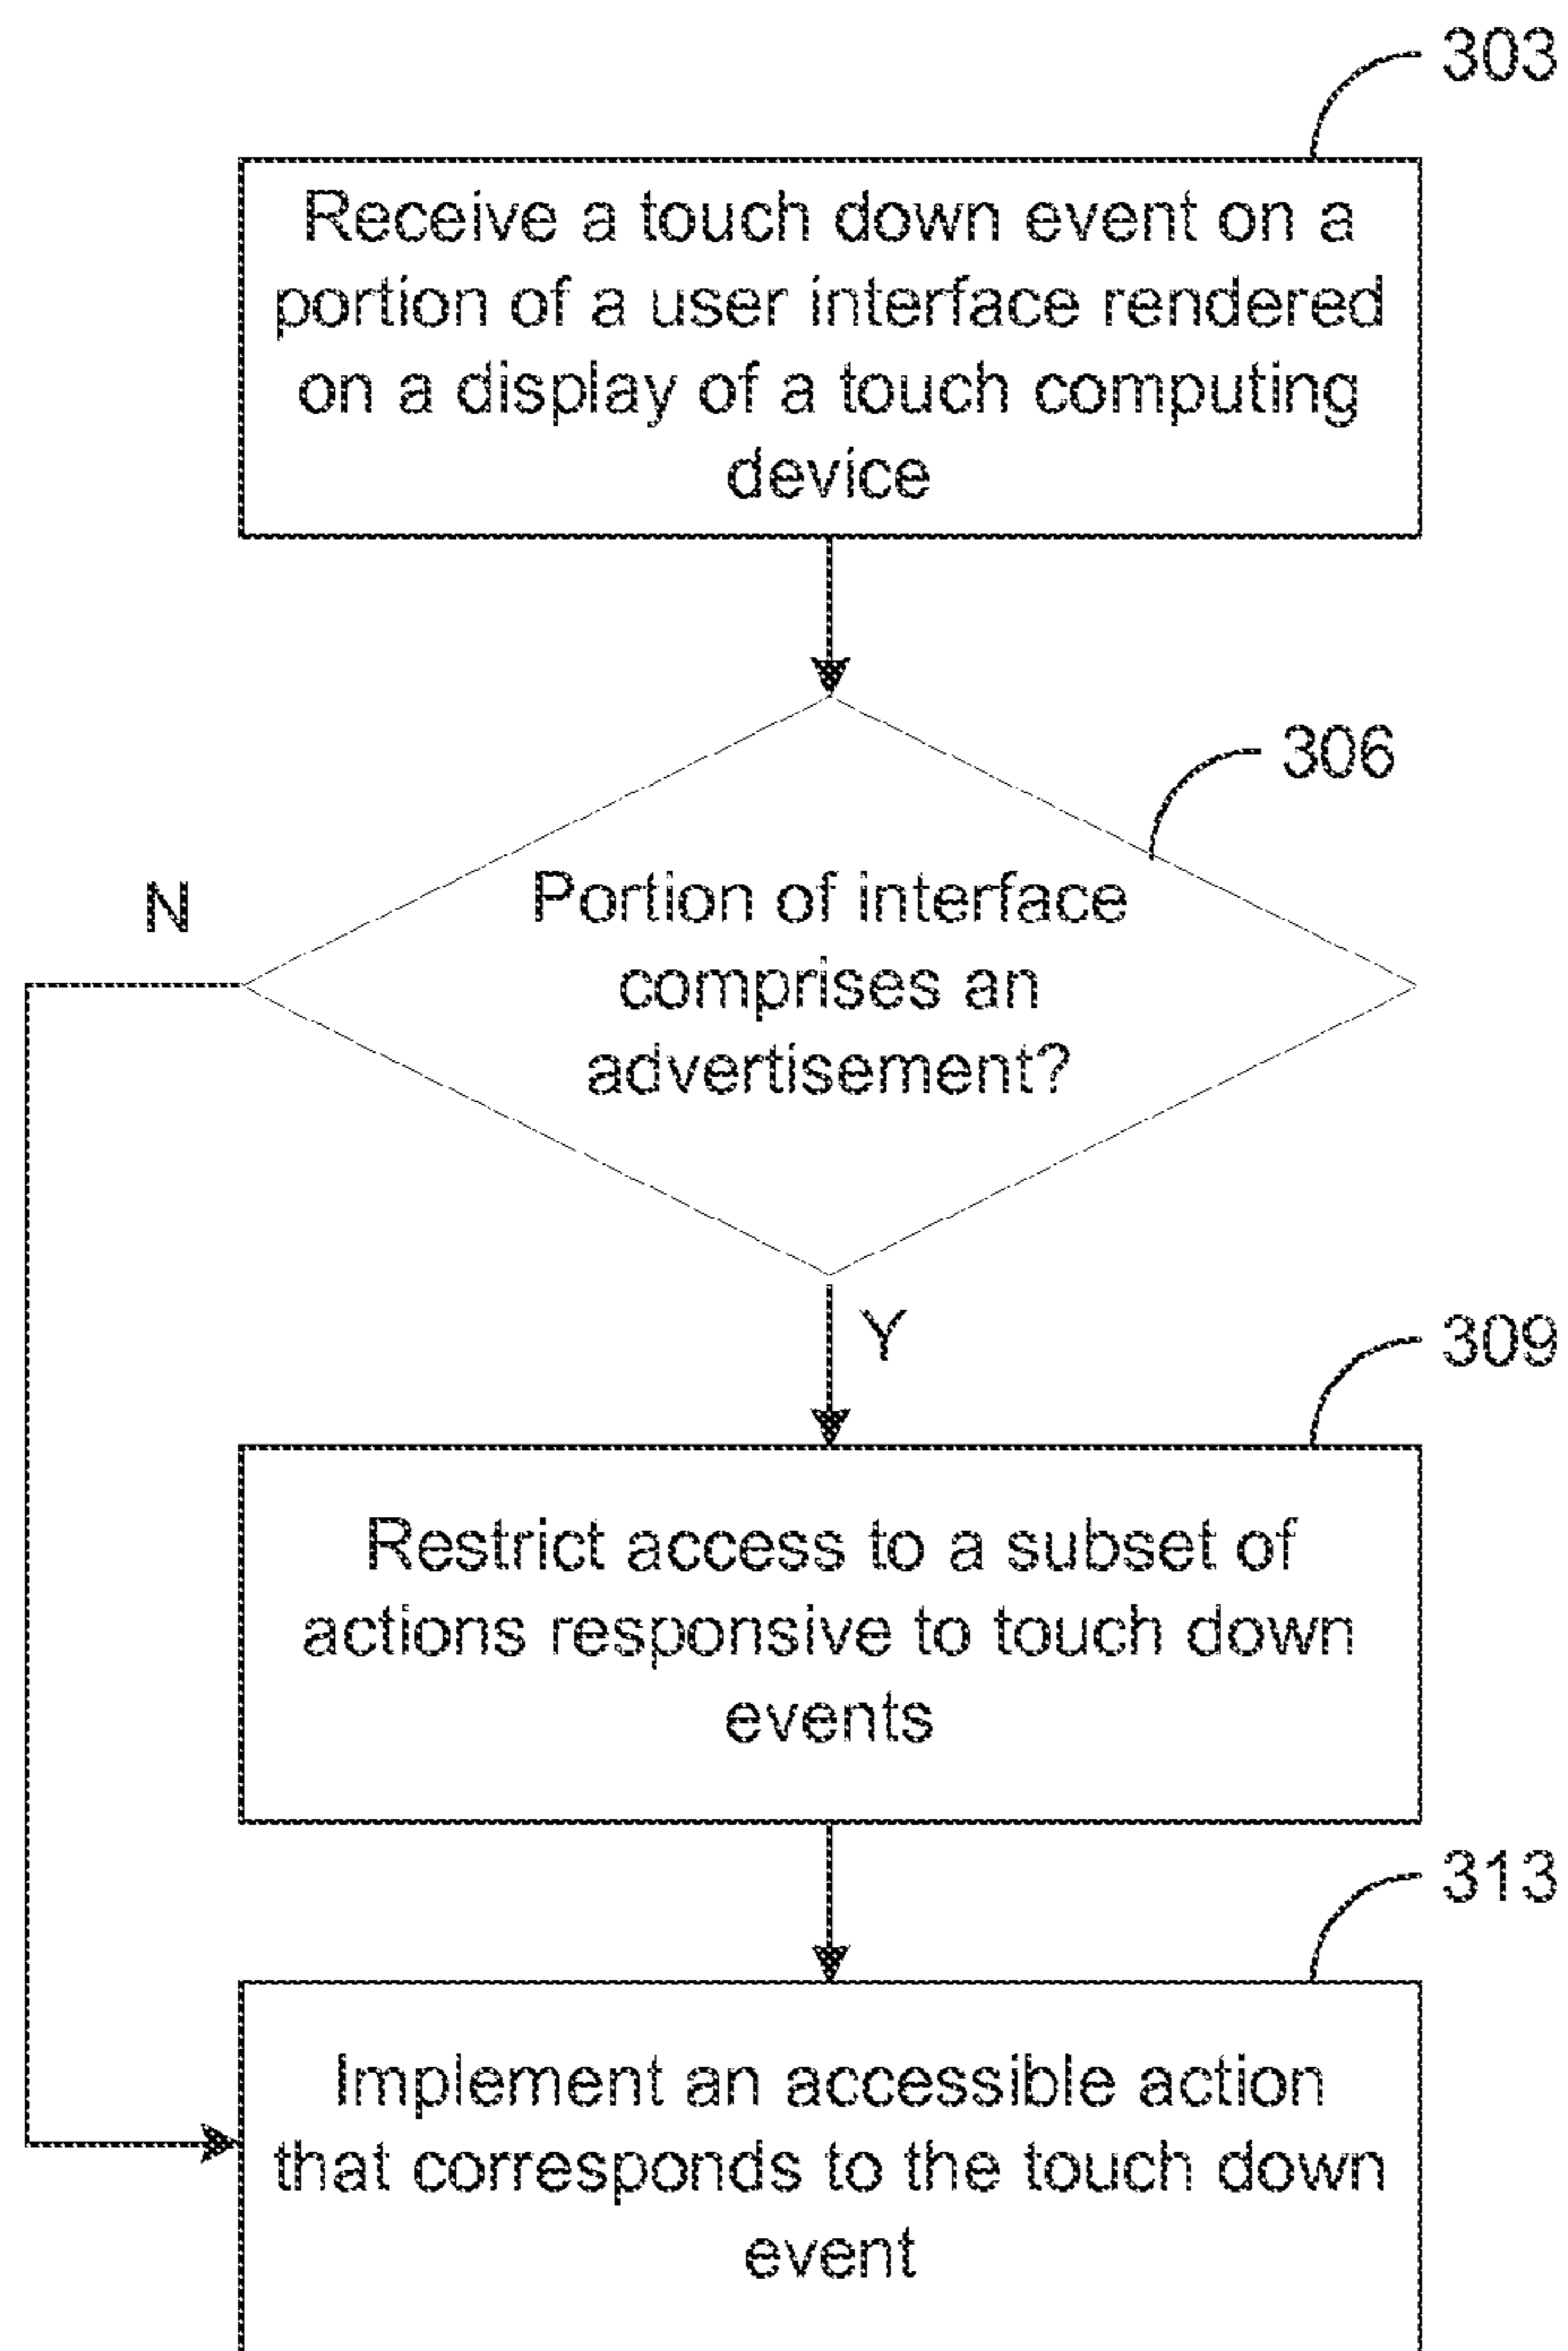 303
Receive a touch down event on a
portion of a user interface rendered
on a display of a touch computing
device
306
N
Portion of interface
comprises an
advertisement?
Y
309
Restrict access to a subset of
actions responsive to touch down
events
313
Implement an accessible action
that corresponds to the touch down
event